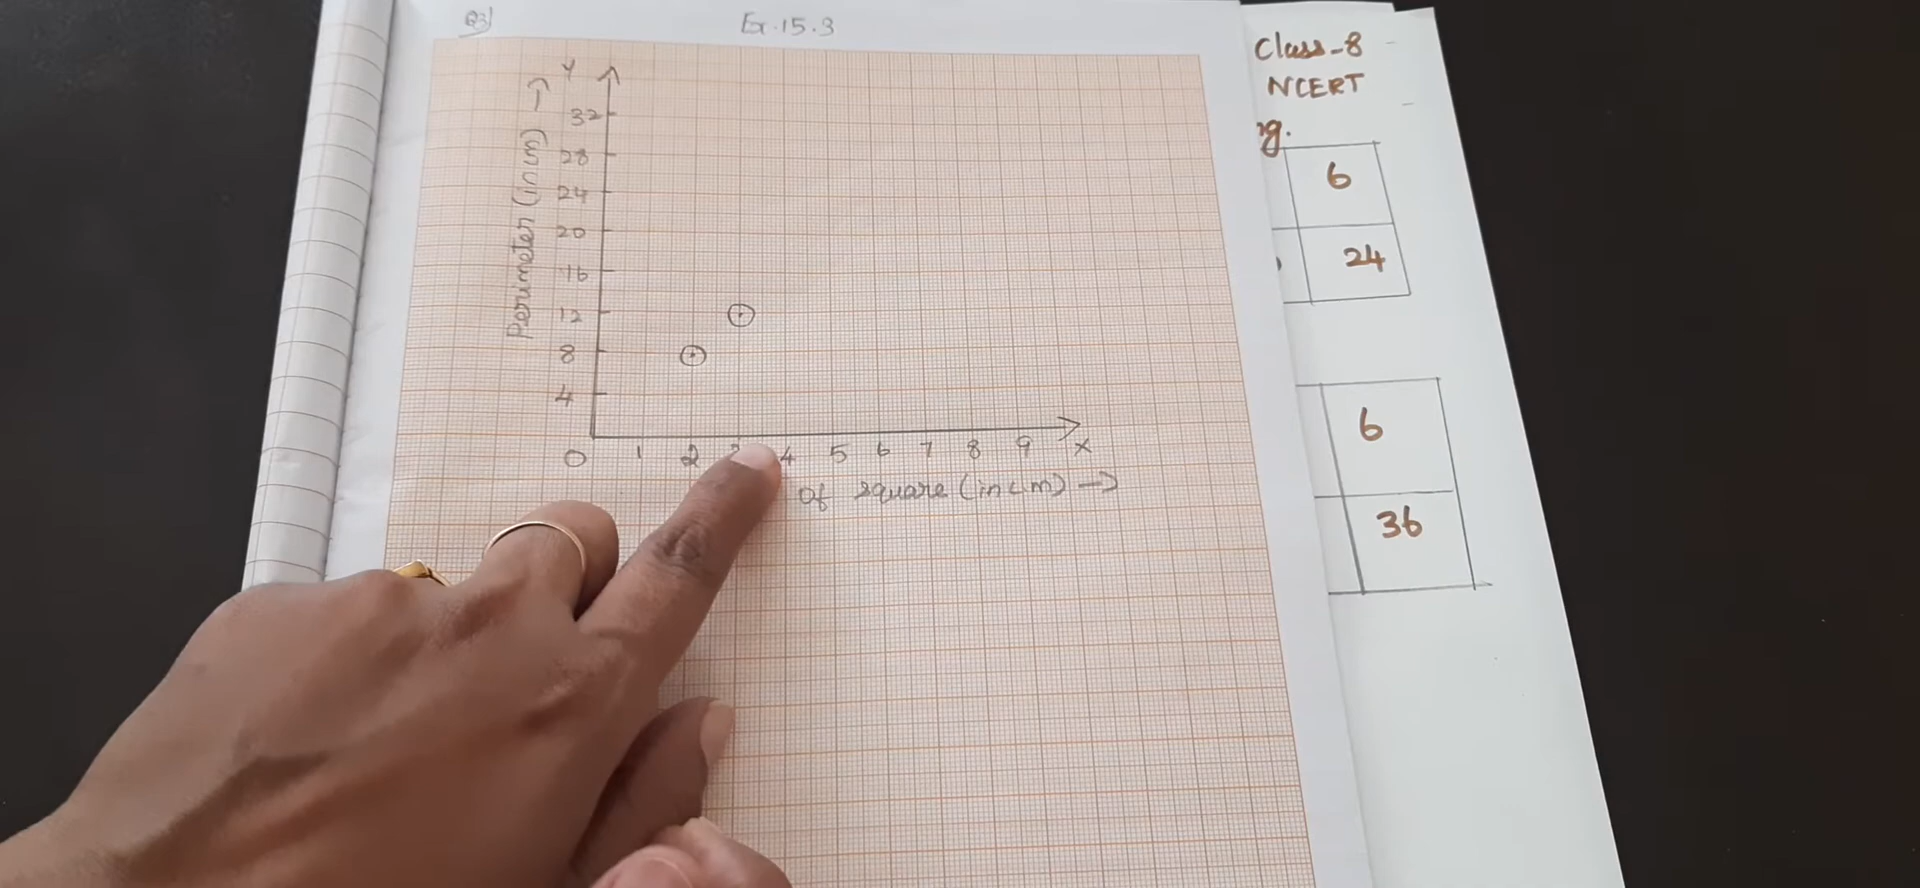 Q3)
Ex.15.3
Y
Perimeter (in cm) →
32
28
24
20
16
12
8
4
0 1 2 3 4 5 6 7 8 9 X
of square (in cm) →
Class-8
NCERT
6
24
6
36